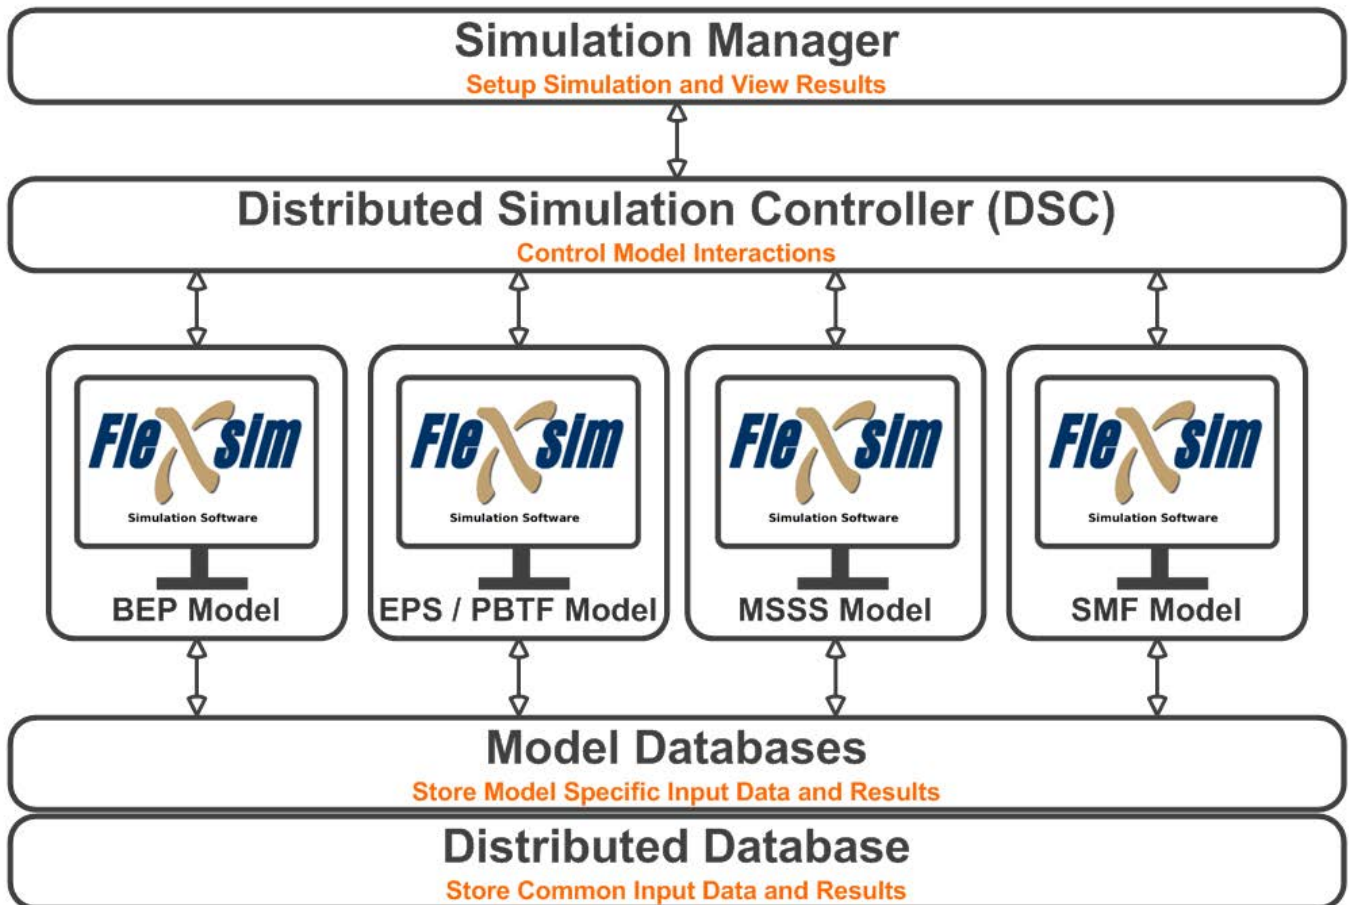 Simulation Manager
Setup Simulation and View Results
Distributed Simulation Controller (DSC)
Control Model Interactions
FleXsim
Simulation Software
BEP Model
FleXsim
Simulation Software
EPS / PBTF Model
FleXsim
Simulation Software
MSSS Model
FleXsim
Simulation Software
SMF Model
Model Databases
Store Model Specific Input Data and Results
Distributed Database
Store Common Input Data and Results